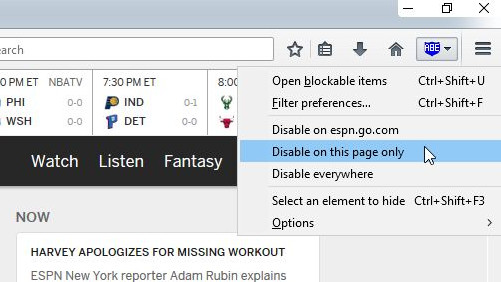 earch
ABE
0 PM ET NBATV
PHI 0-0
WSH 0-0
7:30 PM ET
IND 0-1
DET 0-0
8:00
Open blockable items Ctrl+Shift+U
Filter preferences... Ctrl+Shift+F
Disable on espn.go.com
Disable on this page only
Disable everywhere
Select an element to hide Ctrl+Shift+F3
Options
Watch Listen Fantasy
NOW
HARVEY APOLOGIZES FOR MISSING WORKOUT
ESPN New York reporter Adam Rubin explains